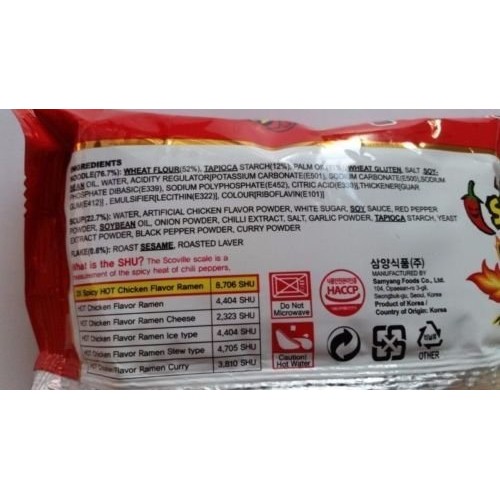 INGREDIENTS
NOODLE(76.7%): WHEAT FLOUR(52%), TAPIOCA STARCH(12%), PALM OIL, WHEAT GLUTEN, SALT, SOY-
BEAN OIL, WATER, ACIDITY REGULATOR[POTASSIUM CARBONATE(E501), SODIUM CARBONATE(E500), SODIUM
PHOSPHATE DIBASIC(E339), SODIUM POLYPHOSPHATE(E452), CITRIC ACID(E330)], THICKENER[GUAR
GUM(E412)], EMULSIFIER[LECITHIN(E322)], COLOUR[RIBOFLAVIN(E101)]
SOUP(22.7%): WATER, ARTIFICIAL CHICKEN FLAVOR POWDER, WHITE SUGAR, SOY SAUCE, RED PEPPER
POWDER, SOYBEAN OIL, ONION POWDER, CHILLI EXTRACT, SALT, GARLIC POWDER, TAPIOCA STARCH, YEAST
EXTRACT POWDER, BLACK PEPPER POWDER, CURRY POWDER
FLAKE(0.6%): ROAST SESAME, ROASTED LAVER
What is the SHU? The Scoville scale is a
measurement of the spicy heat of chili peppers.
Spicy HOT Chicken Flavor Ramen 8,706 SHU
HOT Chicken Flavor Ramen 4,404 SHU
HOT Chicken Flavor Ramen Cheese 2,323 SHU
HOT Chicken Flavor Ramen Ice type 4,404 SHU
HOT Chicken Flavor Ramen Stew type 4,705 SHU
Flavor Ramen Curry 3,810 SHU
Do Not
Microwave
Caution!
Hot Water
HACCP
삼양식품(주)
MANUFACTURED BY
Samyang Foods Co., Ltd.
104, Opaesan-ro 3-gil,
Seongbuk-gu, Seoul, Korea
Product of Korea /
Country of Origin: Korea
OTHER